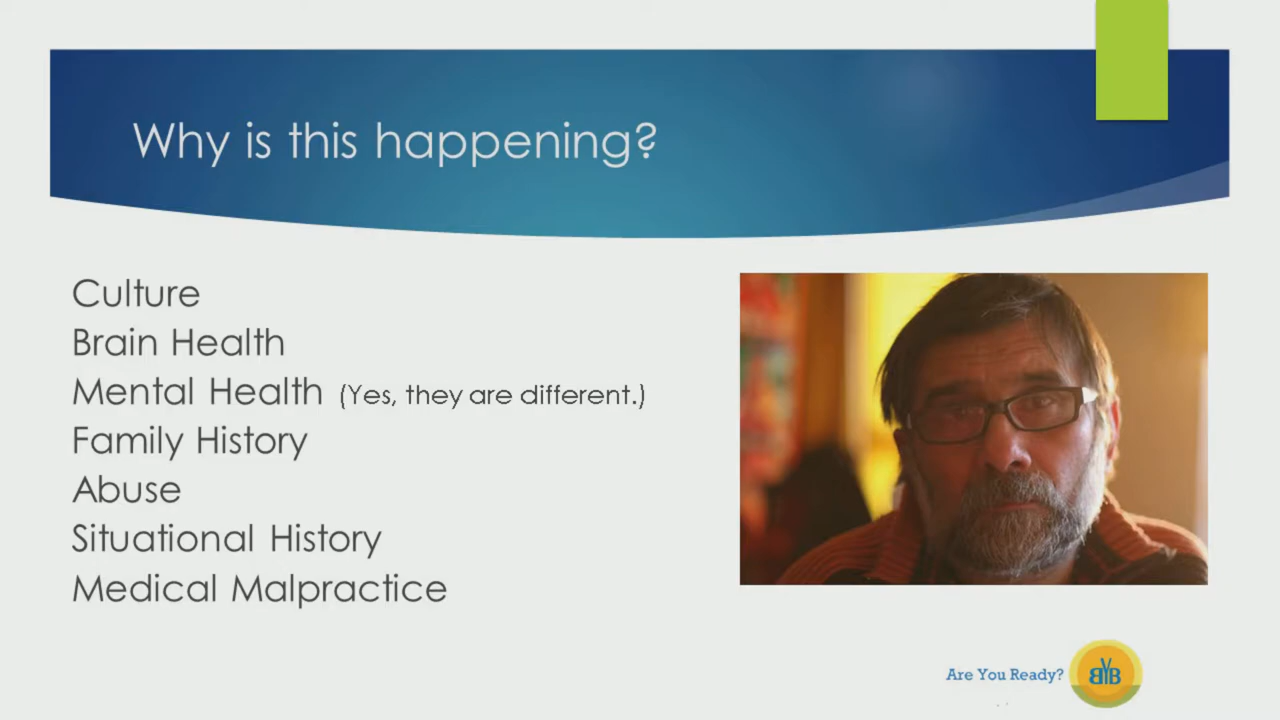 Why is this happening?
Culture
Brain Health
Mental Health (Yes, they are different.)
Family History
Abuse
Situational History
Medical Malpractice
Are You Ready?
BYB